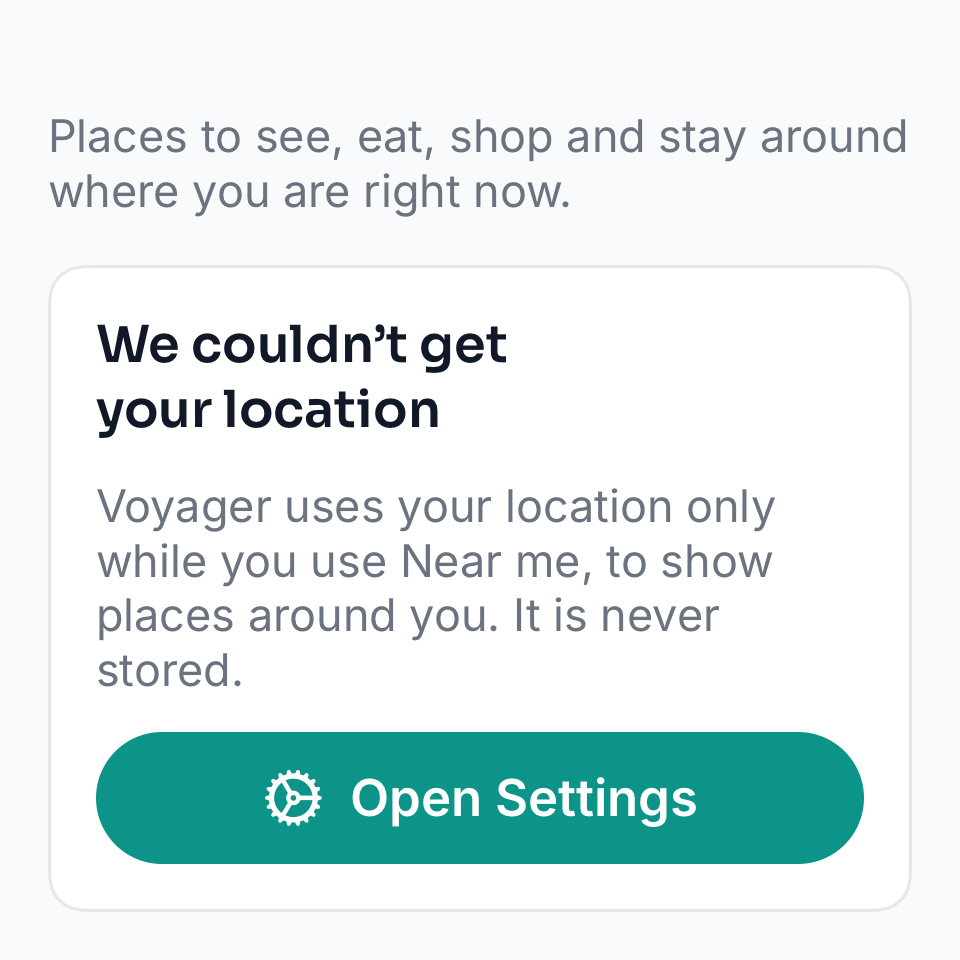 Places to see, eat, shop and stay around
where you are right now.
We couldn’t get
your location
Voyager uses your location only
while you use Near me, to show
places around you. It is never
stored.
Open Settings